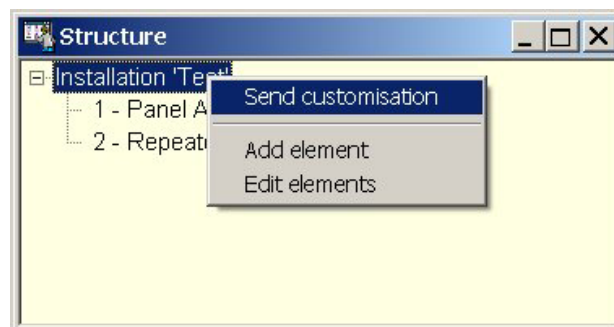 Structure
Installation 'Test'
Send customisation
1 - Panel A
2 - Repeat
Add element
Edit elements